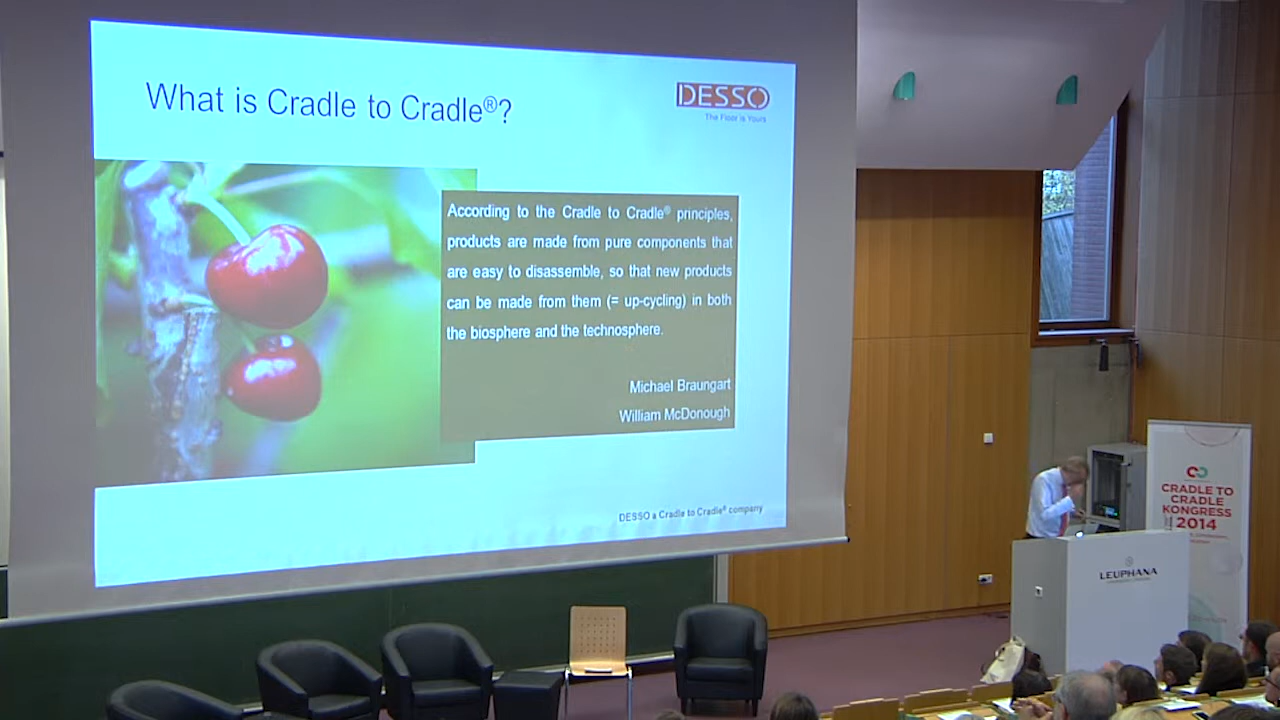 What is Cradle to Cradle®?
DESSO
The Floor is Yours
According to the Cradle to Cradle® principles,
products are made from pure components that
are easy to disassemble, so that new products
can be made from them (= up-cycling) in both
the biosphere and the technosphere.
Michael Braungart
William McDonough
DESSO a Cradle to Cradle® company
CRADLE TO
CRADLE
KONGRESS
2014
LEUPHANA